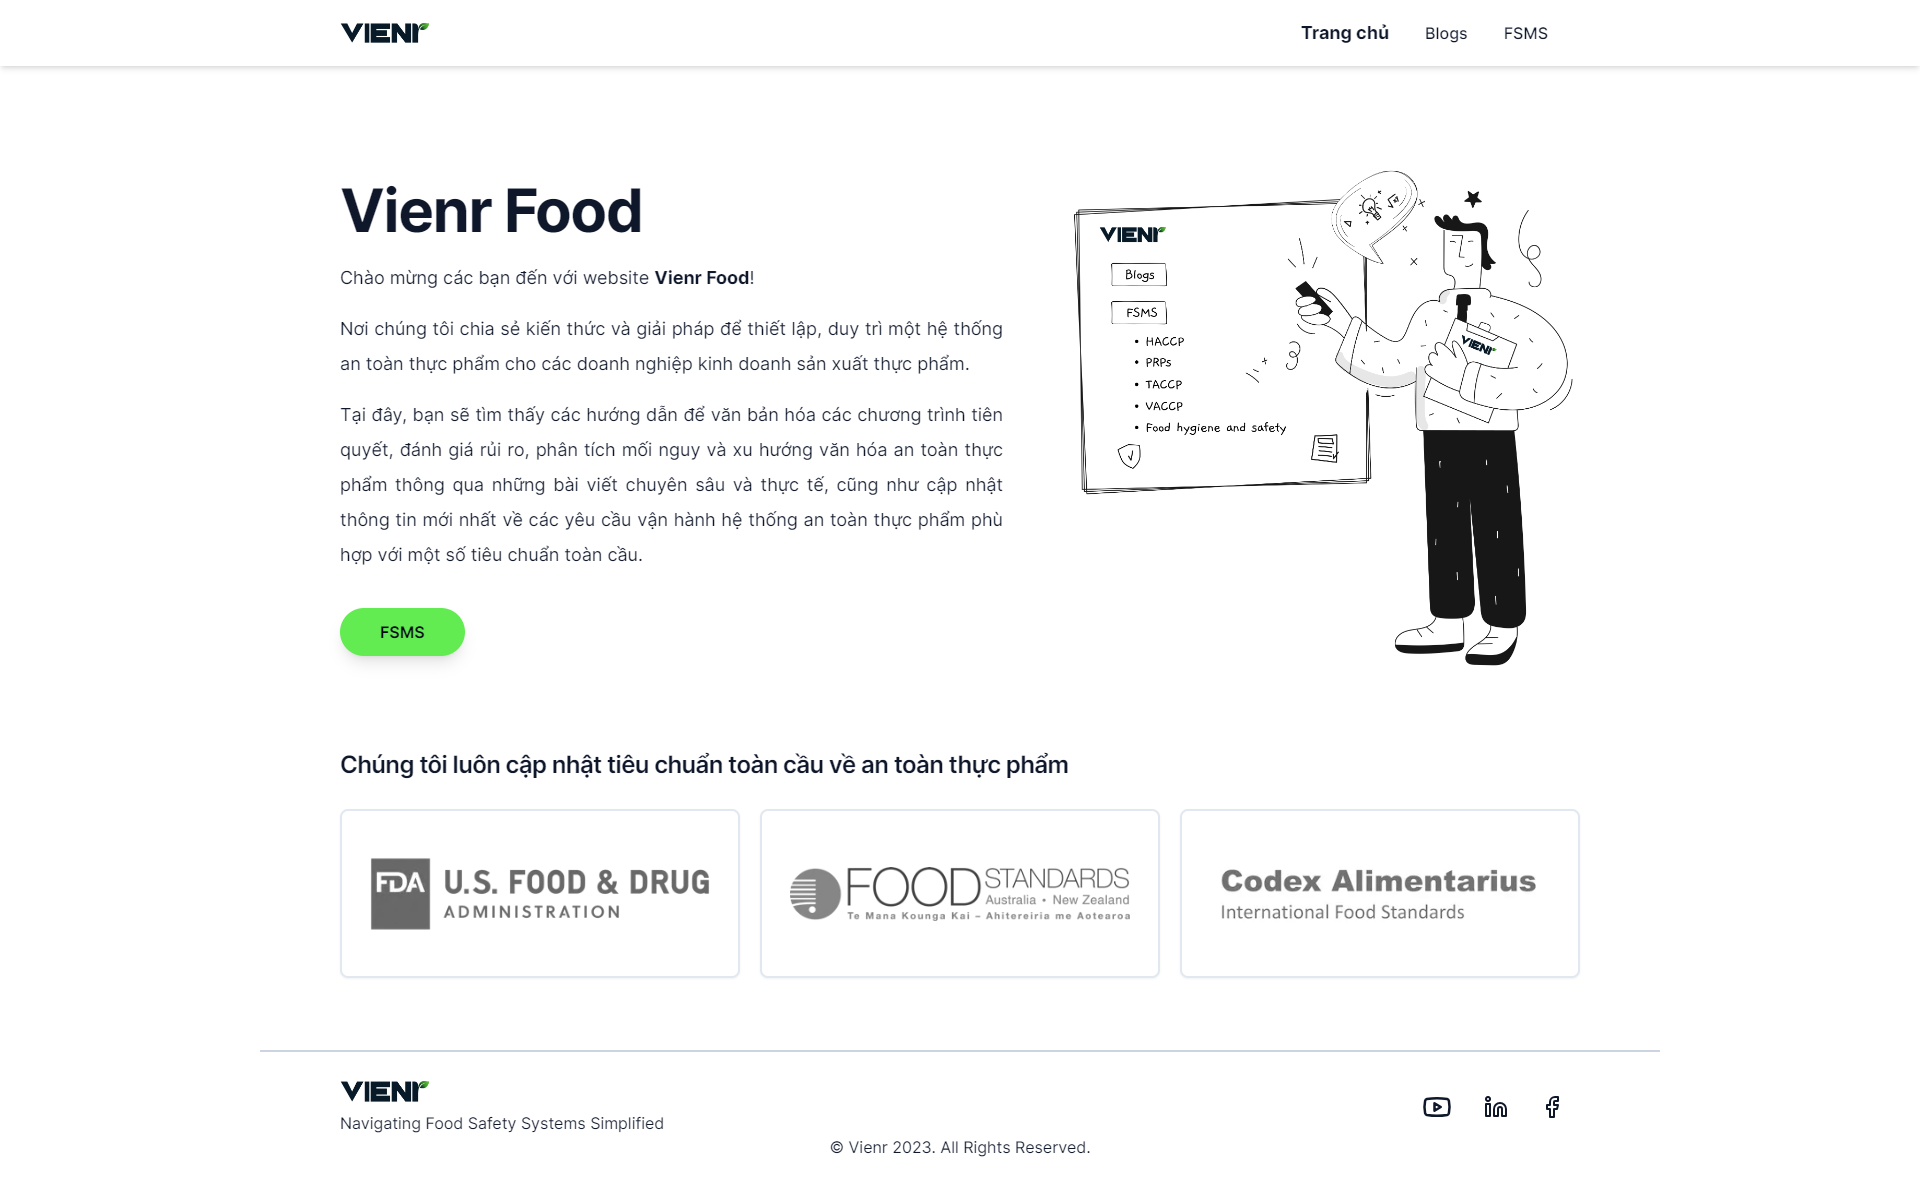 VIENr
Trang chủ
Blogs
FSMS
Vienr Food
Chào mừng các bạn đến với website Vienr Food!
Nơi chúng tôi chia sẻ kiến thức và giải pháp để thiết lập, duy trì một hệ thống
an toàn thực phẩm cho các doanh nghiệp kinh doanh sản xuất thực phẩm.
Tại đây, bạn sẽ tìm thấy các hướng dẫn để văn bản hóa các chương trình tiên
quyết, đánh giá rủi ro, phân tích mối nguy và xu hướng văn hóa an toàn thực
phẩm thông qua những bài viết chuyên sâu và thực tế, cũng như cập nhật
thông tin mới nhất về các yêu cầu vận hành hệ thống an toàn thực phẩm phù
hợp với một số tiêu chuẩn toàn cầu.
FSMS
VIENr
Blogs
FSMS
• HACCP
• PRPs
• TACCP
• VACCP
• Food hygiene and safety
VIENr
Chúng tôi luôn cập nhật tiêu chuẩn toàn cầu về an toàn thực phẩm
FDA
U.S. FOOD & DRUG
ADMINISTRATION
FOOD STANDARDS
Australia • New Zealand
Te Mana Kounga Kai – Ahitereiria me Aotearoa
Codex Alimentarius
International Food Standards
VIENr
Navigating Food Safety Systems Simplified
© Vienr 2023. All Rights Reserved.